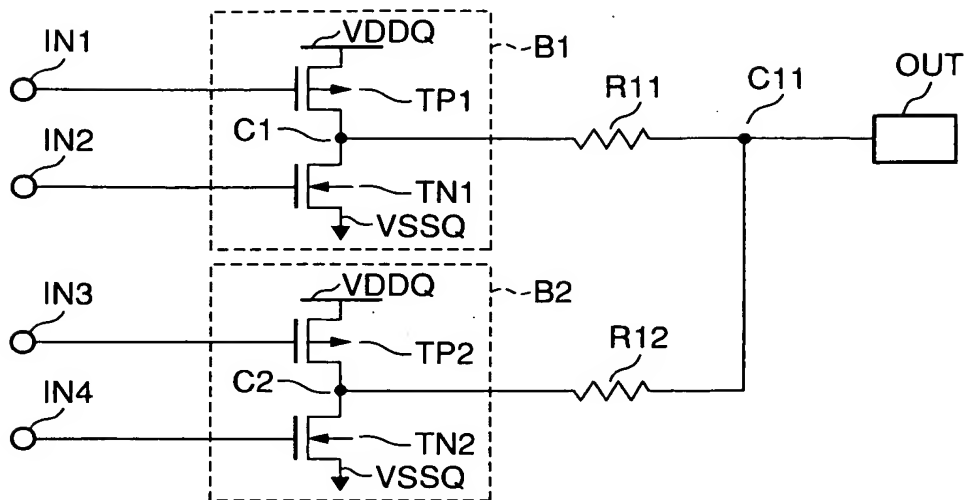 IN1
VDDQ
B1
TP1
R11
C11
OUT
IN2
C1
TN1
VSSQ
IN3
VDDQ
B2
TP2
R12
IN4
C2
TN2
VSSQ